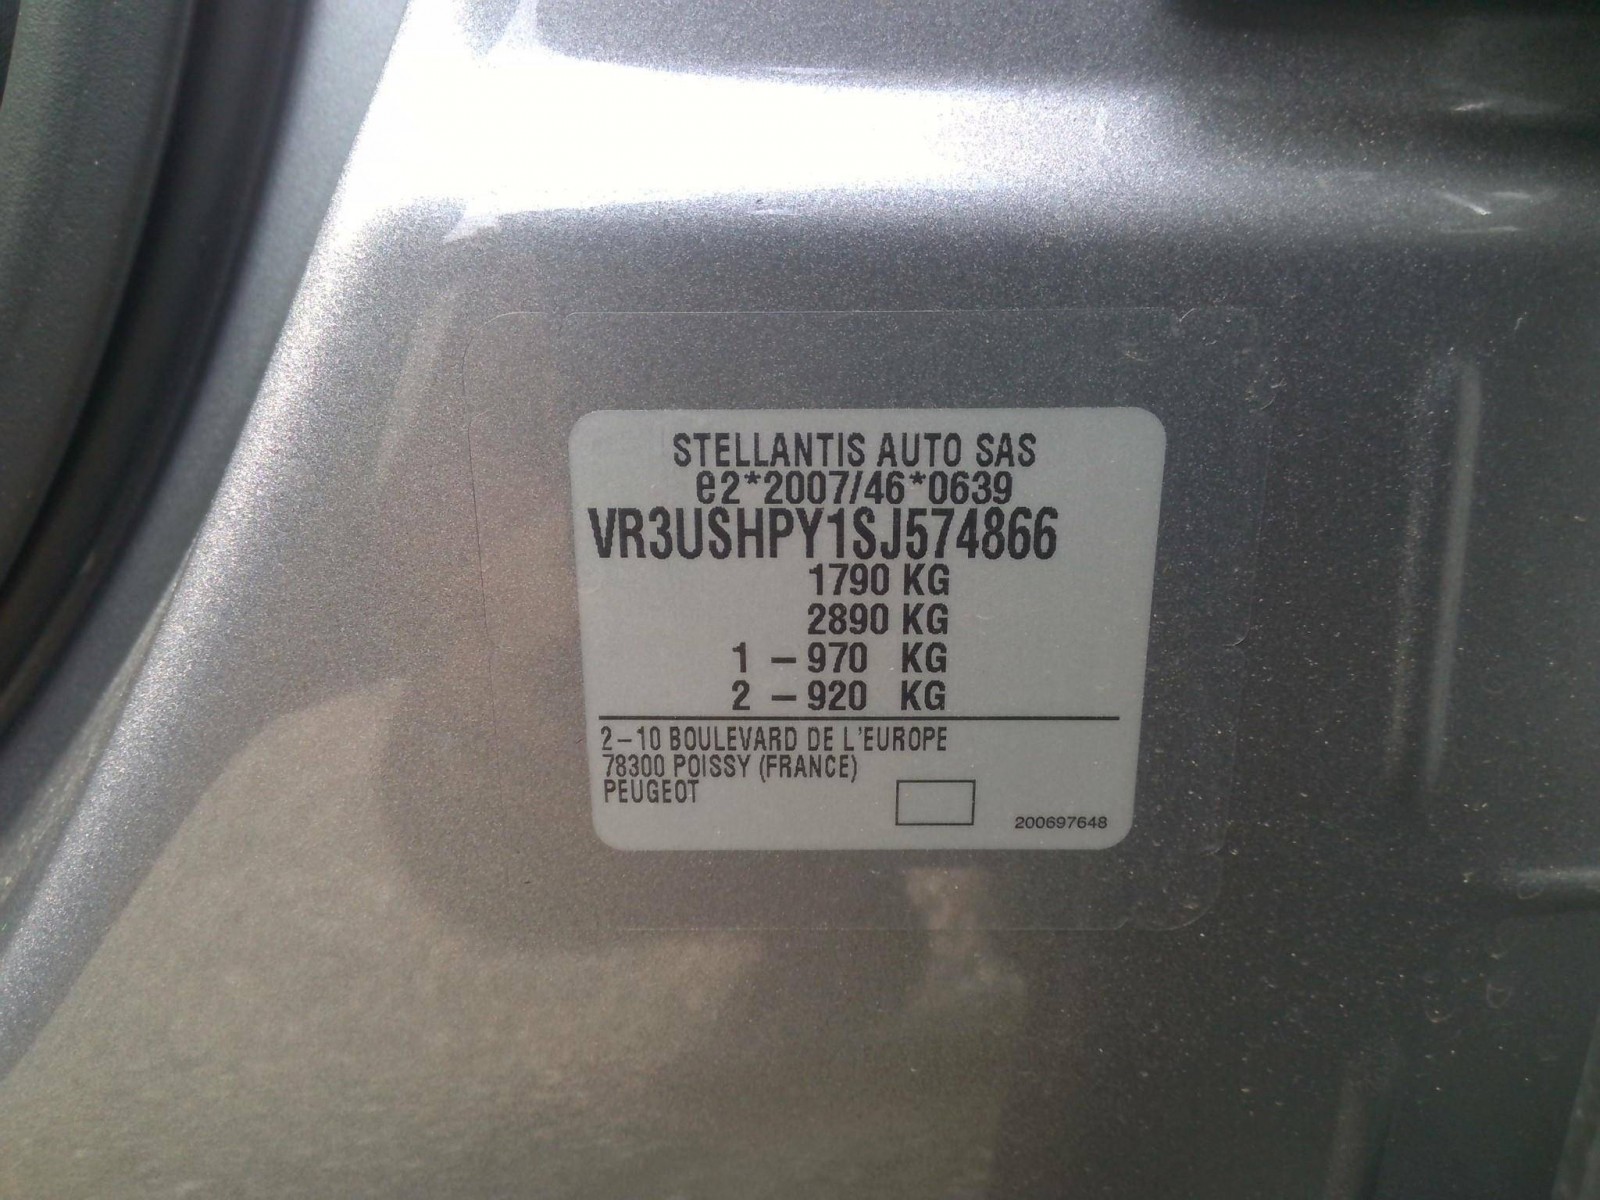 STELLANTIS AUTO SAS
e2*2007/46*0639
VR3USHPY1SJ574866
1790 KG
2890 KG
1 - 970 KG
2 - 920 KG
2-10 BOULEVARD DE L'EUROPE
78300 POISSY (FRANCE)
PEUGEOT
200697648